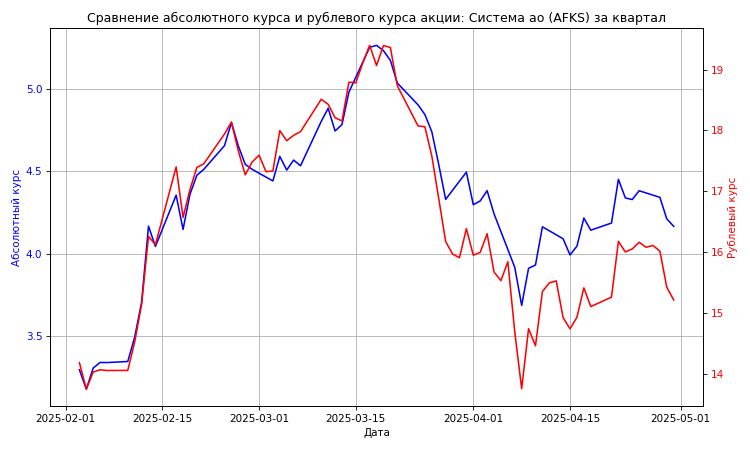 Сравнение абсолютного курса и рублевого курса акции: Система ао (AFKS) за квартал
Абсолютный курс
5.0
4.5
4.0
3.5
19
18
17
16
15
14
Рублевый курс
2025-02-01 2025-02-15 2025-03-01 2025-03-15 2025-04-01 2025-04-15 2025-05-01
Дата